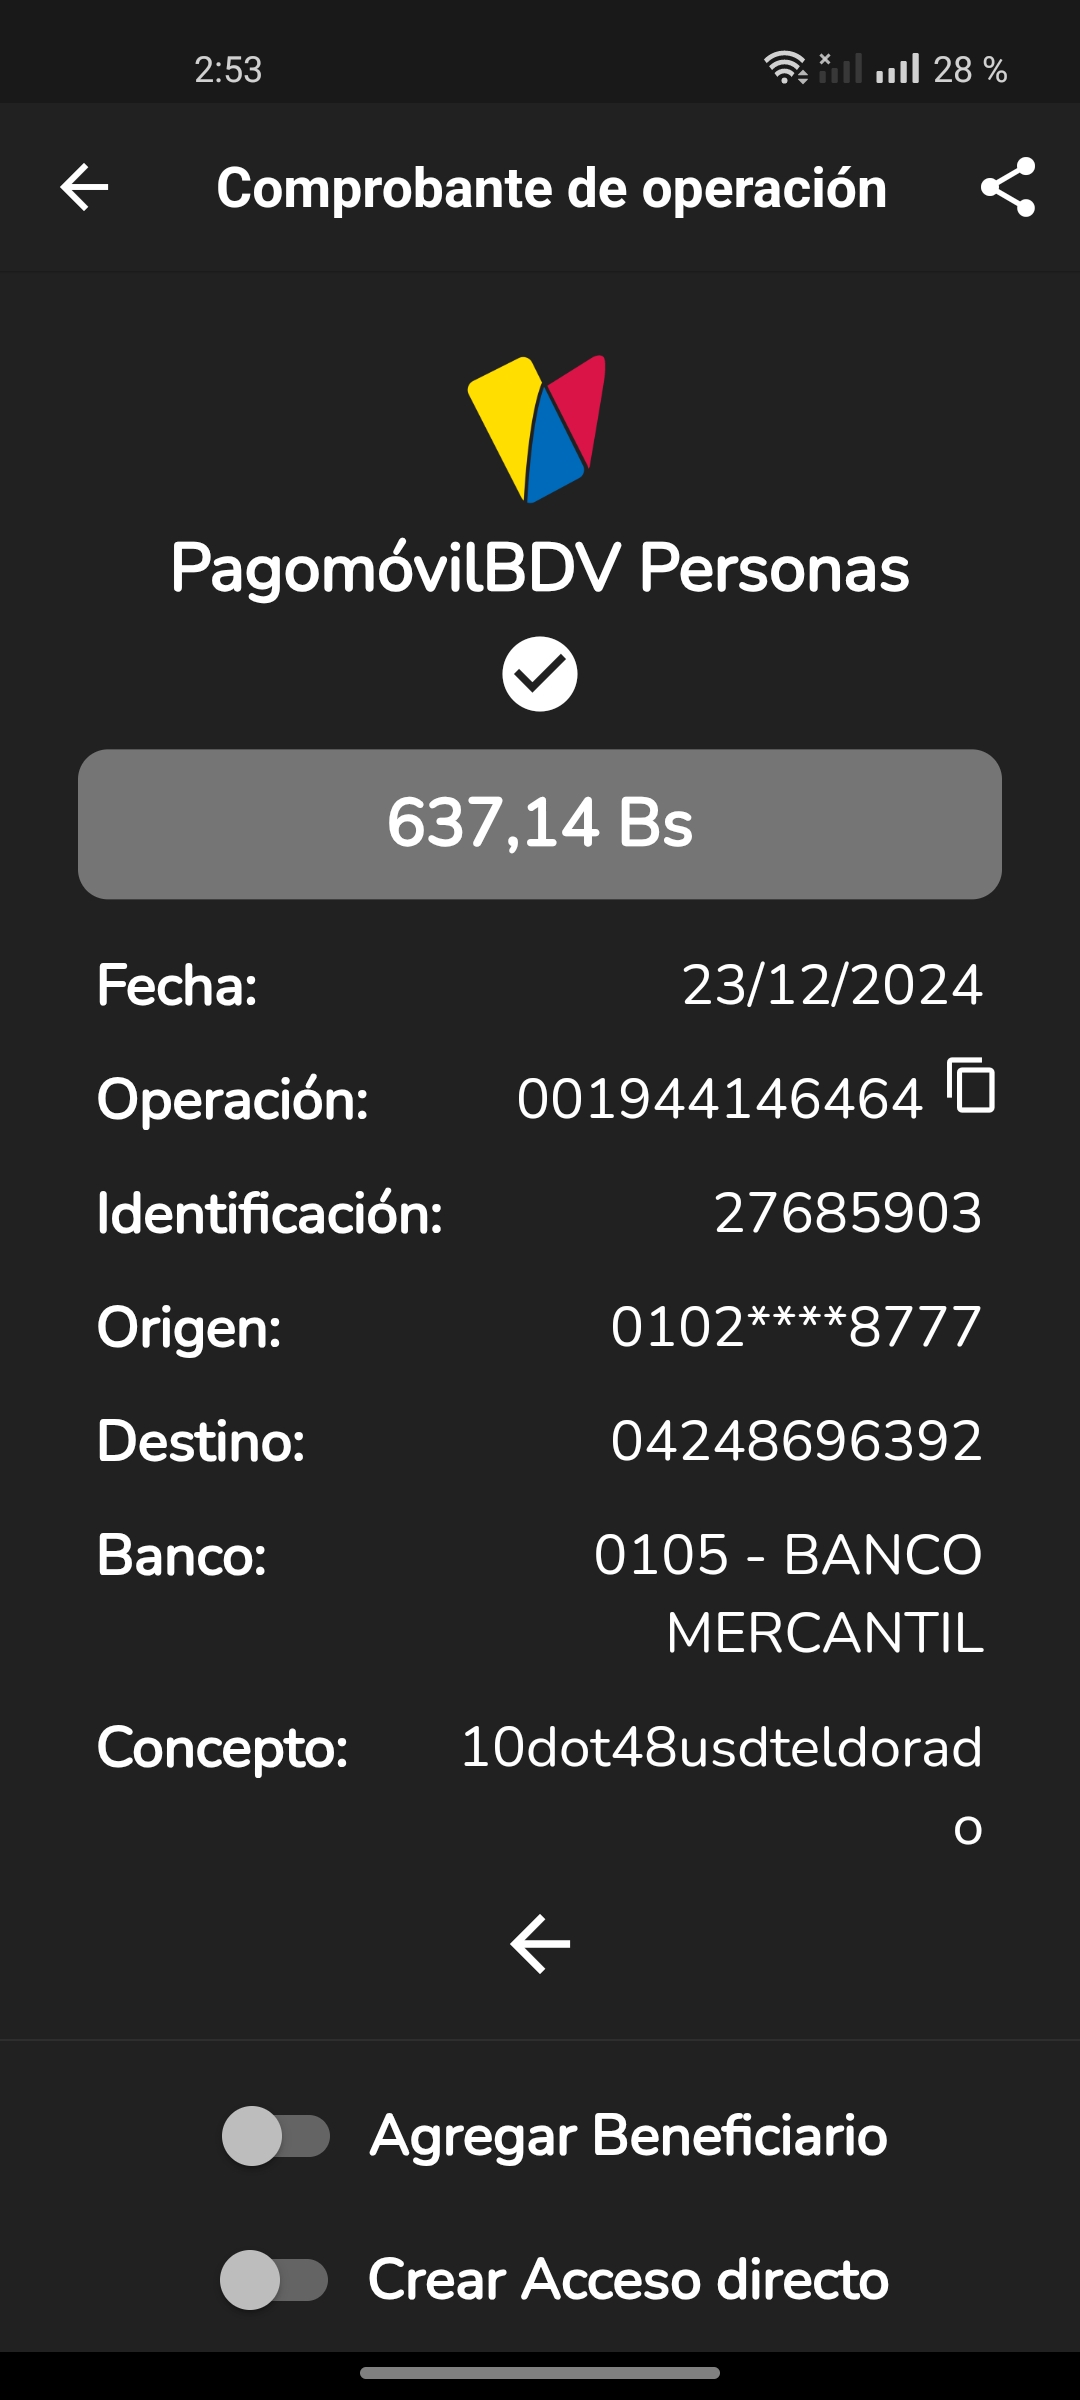 2:53
28 %
Comprobante de operación
PagomóvilBDV Personas
637,14 Bs
Fecha: 23/12/2024
Operación: 001944146464
Identificación: 27685903
Origen: 0102****8777
Destino: 04248696392
Banco: 0105 - BANCO
MERCANTIL
Concepto: 10dot48usdteldorad
o
Agregar Beneficiario
Crear Acceso directo